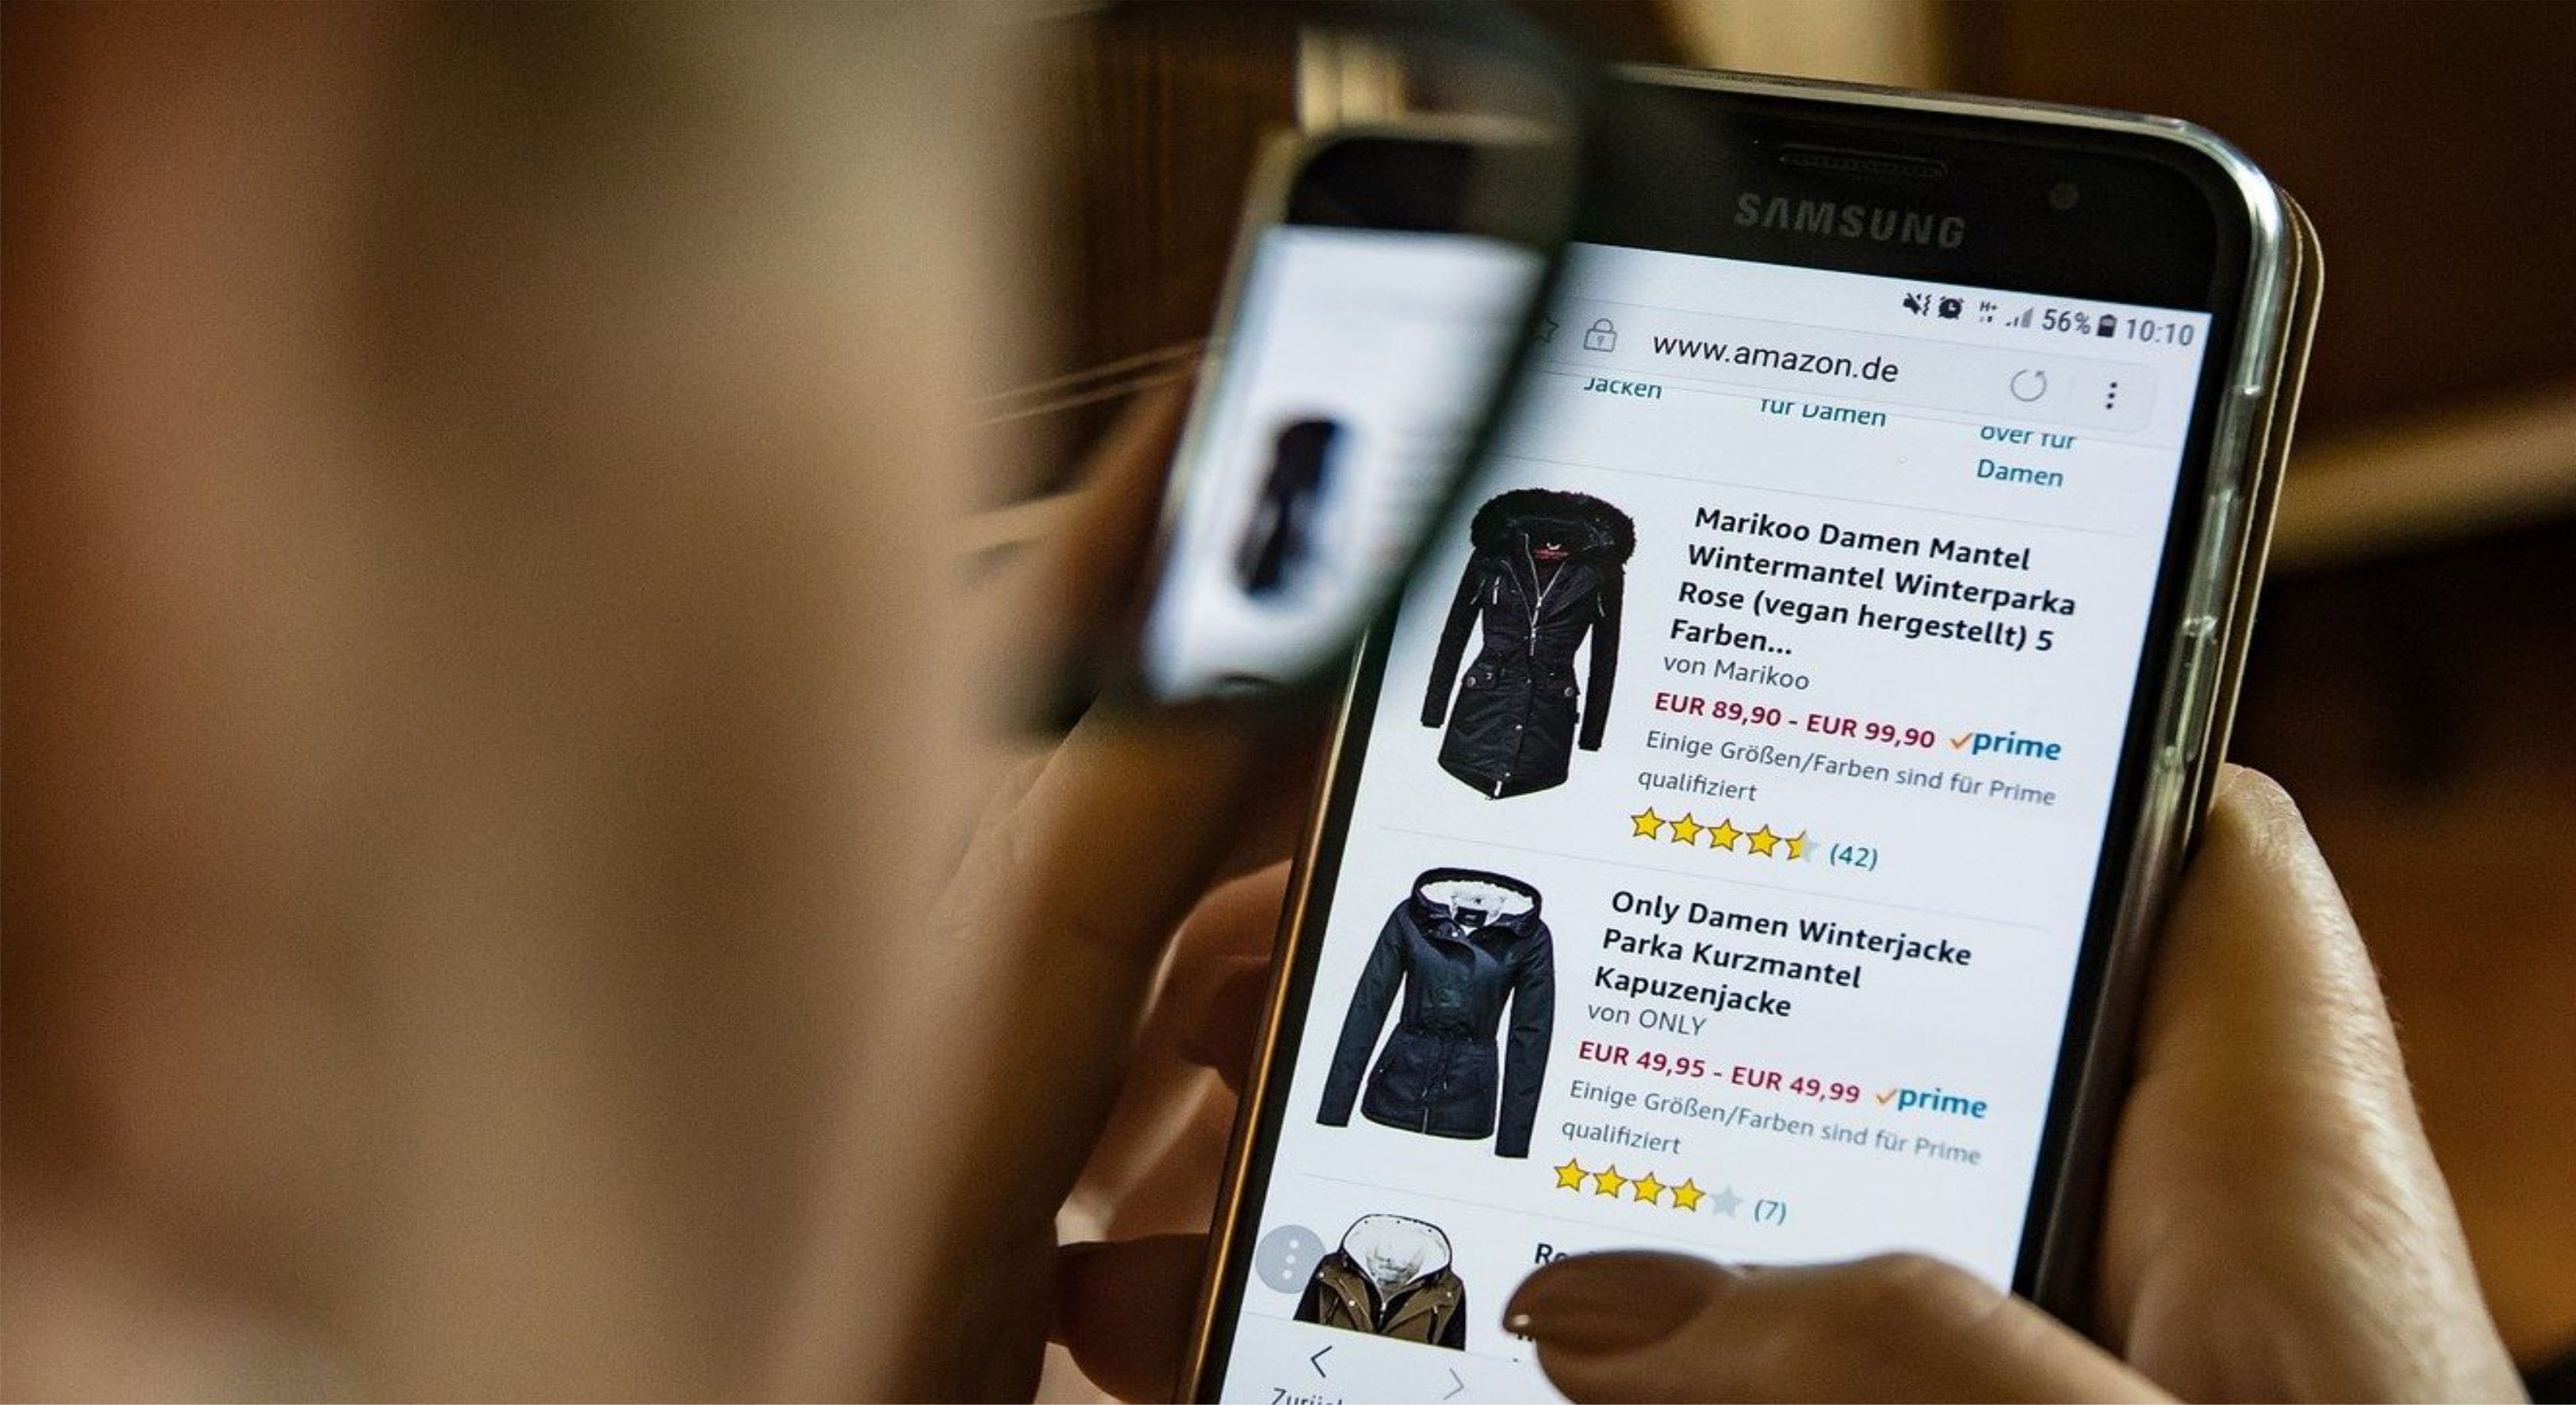 SAMSUNG
H+ 56% 10:10
www.amazon.de
Jacken
für Damen
over für
Damen
Marikoo Damen Mantel
Wintermantel Winterparka
Rose (vegan hergestellt) 5
Farben...
von Marikoo
EUR 89,90 - EUR 99,90 prime
Einige Größen/Farben sind für Prime
qualifiziert
(42)
Only Damen Winterjacke
Parka Kurzmantel
Kapuzenjacke
von ONLY
EUR 49,95 - EUR 49,99 prime
Einige Größen/Farben sind für Prime
qualifiziert
(7)
Zurück